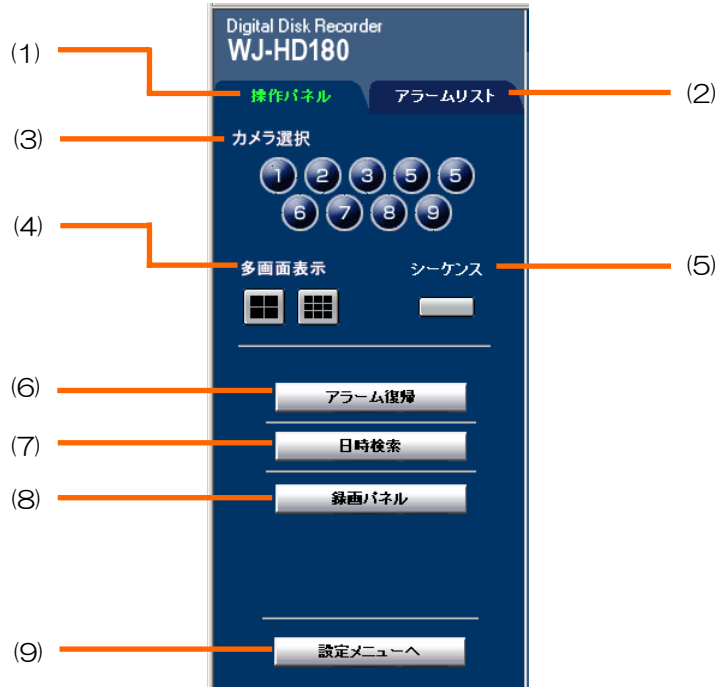 Digital Disk Recorder
WJ-HD180
(1)
操作パネル
アラームリスト
(2)
(3)
カメラ選択
1 2 3 5 5
6 7 8 9
(4)
多画面表示
シーケンス
(5)
(6)
アラーム復帰
(7)
日時検索
(8)
録画パネル
(9)
設定メニューへ